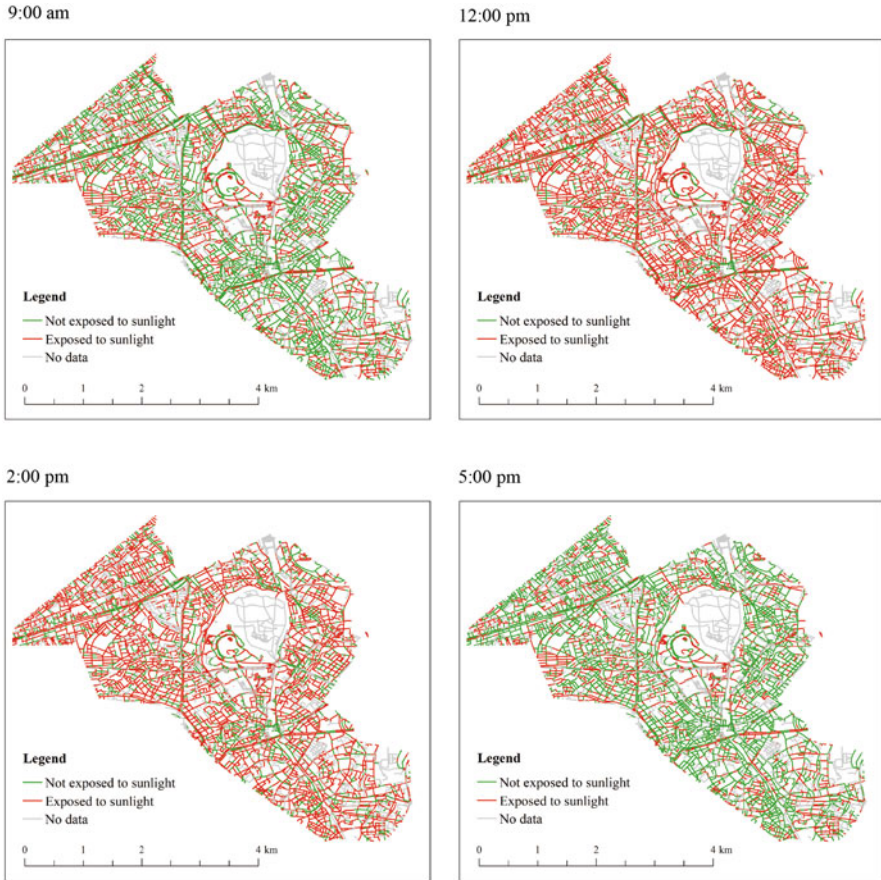 9:00 am
12:00 pm
Legend
Not exposed to sunlight
Exposed to sunlight
No data
0 1 2 4 km
Legend
Not exposed to sunlight
Exposed to sunlight
No data
0 1 2 4 km
2:00 pm
5:00 pm
Legend
Not exposed to sunlight
Exposed to sunlight
No data
0 1 2 4 km
Legend
Not exposed to sunlight
Exposed to sunlight
No data
0 1 2 4 km